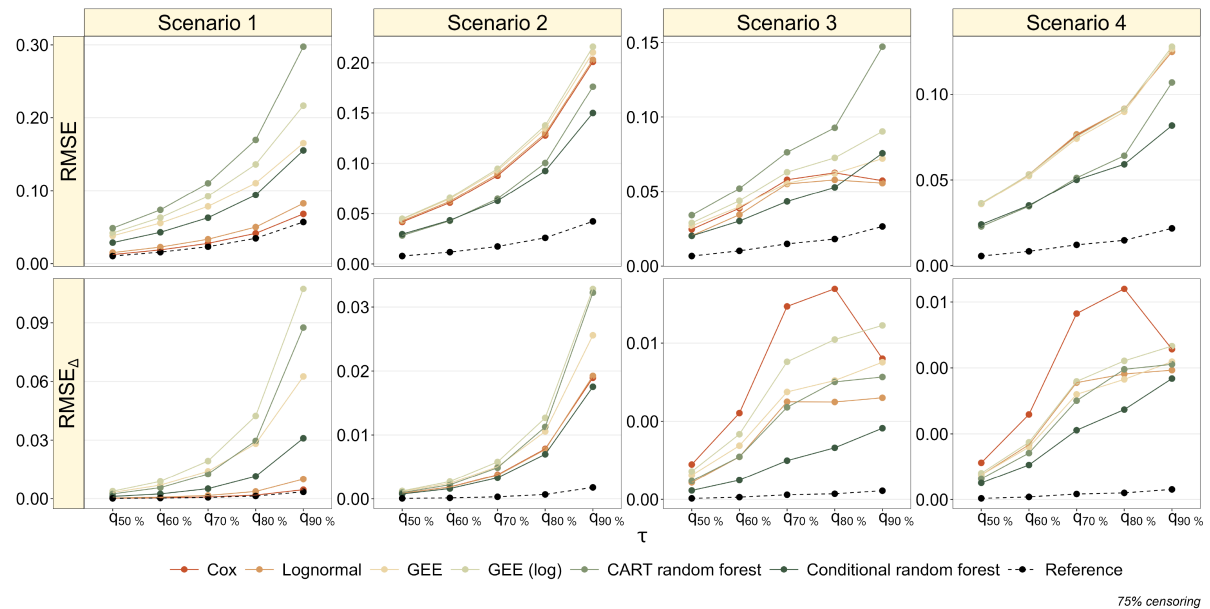 Scenario 1
Scenario 2
Scenario 3
Scenario 4
RMSE
0.30
0.20
0.10
0.00
0.20
0.15
0.10
0.05
0.00
0.15
0.10
0.05
0.00
0.10
0.05
0.00
RMSE Δ
0.09
0.06
0.03
0.00
0.03
0.02
0.01
0.00
0.01
0.00
0.00
0.01
0.00
0.00
0.00
q50 % q60 % q70 % q80 % q90 %
q50 % q60 % q70 % q80 % q90 %
q50 % q60 % q70 % q80 % q90 %
q50 % q60 % q70 % q80 % q90 %
τ
Cox Lognormal GEE GEE (log) CART random forest Conditional random forest Reference
75% censoring